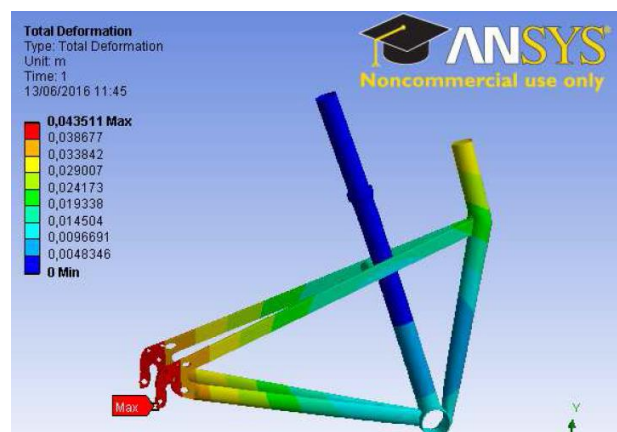 Total Deformation
Type: Total Deformation
Unit: m
Time: 1
13/06/2016 11:45
ANSYS®
Noncommercial use only
0,043511 Max
0,038677
0,033842
0,029007
0,024173
0,019338
0,014504
0,0096691
0,0048346
0 Min
Max
Y